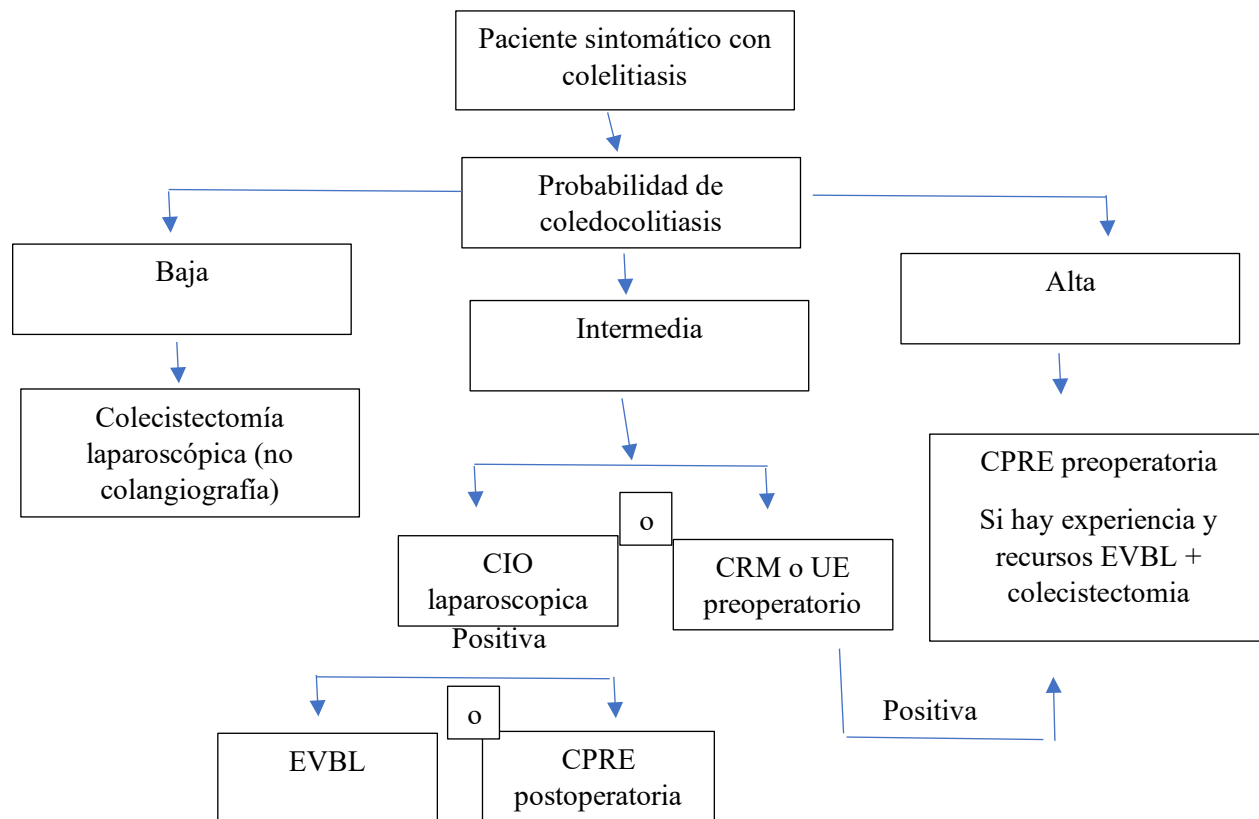 Paciente sintomático con
colelitiasis
Probabilidad de
coledocolitiasis
Baja
Intermedia
Alta
Colecistectomía
laparoscópica (no
colangiografía)
CPRE preoperatoria
Si hay experiencia y
recursos EVBL +
colecistectomia
o
CIO
laparoscopica
CRM o UE
preoperatorio
Positiva
Positiva
o
EVBL
CPRE
postoperatoria